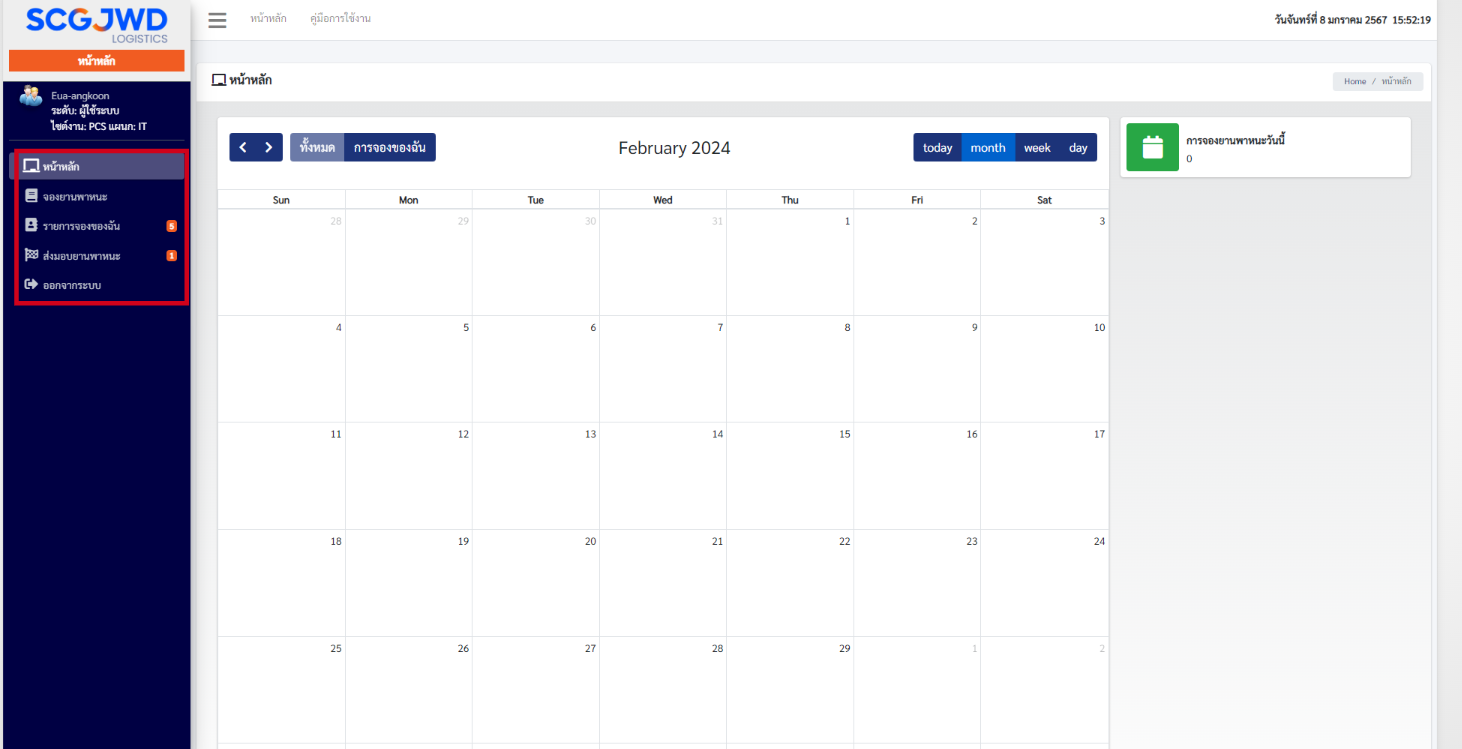 SCGJWD
LOGISTICS
หน้าหลัก
Eua-angkoon
ระดับ: ผู้ใช้ระบบ
ไซต์งาน: PCS แผนก: IT
หน้าหลัก
จองยานพาหนะ
รายการจองของฉัน 5
ส่งมอบยานพาหนะ 1
ออกจากระบบ
หน้าหลัก คู่มือการใช้งาน
วันจันทร์ที่ 8 มกราคม 2567 15:52:19
หน้าหลัก
Home / หน้าหลัก
ทั้งหมด การจองของฉัน
February 2024
today month week day
Sun Mon Tue Wed Thu Fri Sat
28 29 30 31 1 2 3
4 5 6 7 8 9 10
11 12 13 14 15 16 17
18 19 20 21 22 23 24
25 26 27 28 29 1 2
การจองยานพาหนะวันนี้
0